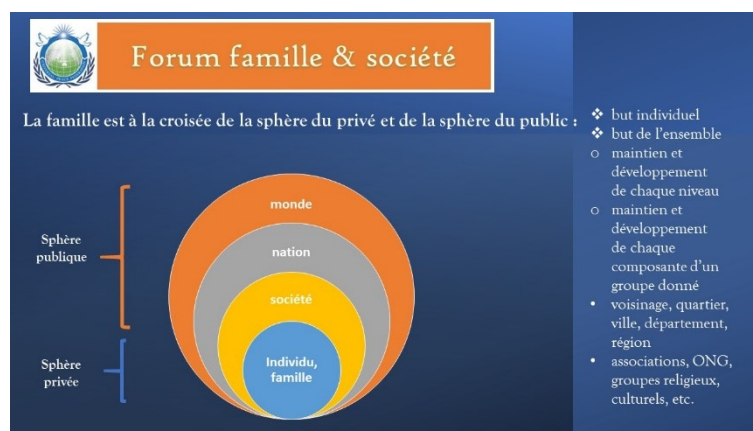 Forum famille & société
La famille est à la croisée de la sphère du privé et de la sphère du public :
monde
nation
société
Individu,
famille
Sphère
publique
Sphère
privée
❖ but individuel
❖ but de l'ensemble
o maintien et
développement
de chaque niveau
o maintien et
développement
de chaque
composante d'un
groupe donné
• voisinage, quartier,
ville, département,
région
• associations, ONG,
groupes religieux,
culturels, etc.